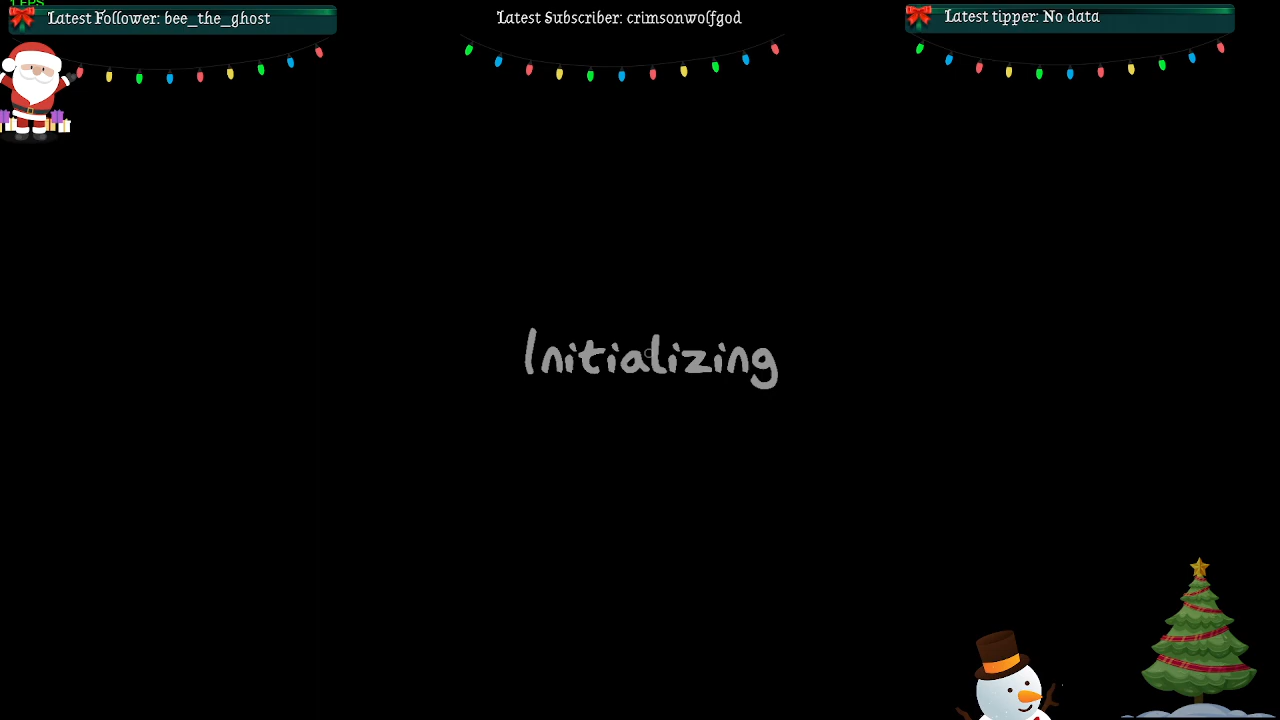 Latest Follower: bee_the_ghost
Latest Subscriber: crimsonwolfgod
Latest tipper: No data
Initializing